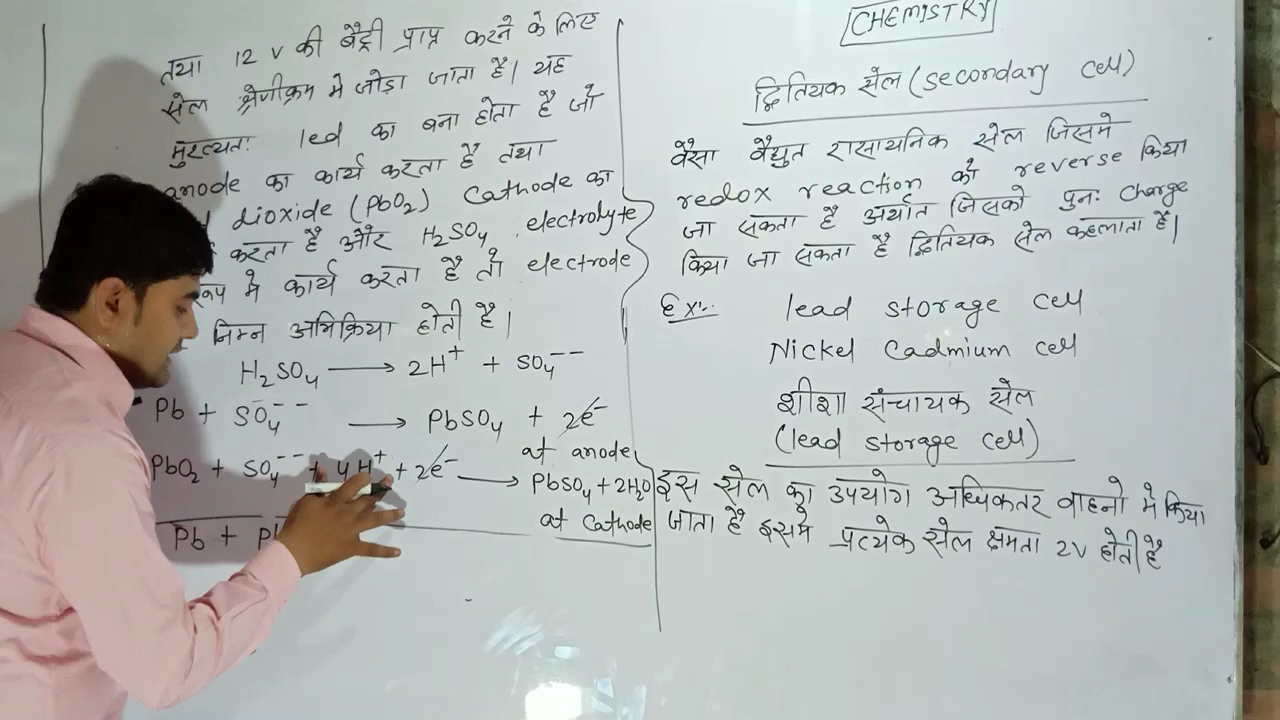 CHEMISTRY
द्वितियक सेल (secondary cell)
वैसा वैद्युत रासायनिक सेल जिसमे
redox reaction को reverse किया
जा सकता है अर्थात जिसको पुनः charge
किया जा सकता है द्वितियक सेल कहलाता है।
Ex:- lead storage cell
Nickel Cadmium cell
शीशा संचायक सेल
(lead storage cell)
इस सेल का उपयोग अधिकतर वाहनो मे किया
जाता है इसमे प्रत्येक सेल क्षमता 2V होती है
तथा 12 V की बैट्री प्राप्त करने के लिए
सेल श्रेणीक्रम मे जोड़ा जाता है। यह
मुख्यतः led का बना होता है जो
anode का कार्य करता है तथा
dioxide (PbO₂) Cathode का
करता है और H₂SO₄ electrolyte
रूप मे कार्य करता है तो electrode
निम्न अभिक्रिया होती है।
H₂SO₄ ⟶ 2H⁺ + SO₄⁻⁻
Pb + SO₄⁻⁻ ⟶ PbSO₄ + 2e⁻
at anode
PbO₂ + SO₄⁻⁻ + 4H⁺ + 2e⁻ ⟶ PbSO₄ + 2H₂O
at Cathode
Pb + P